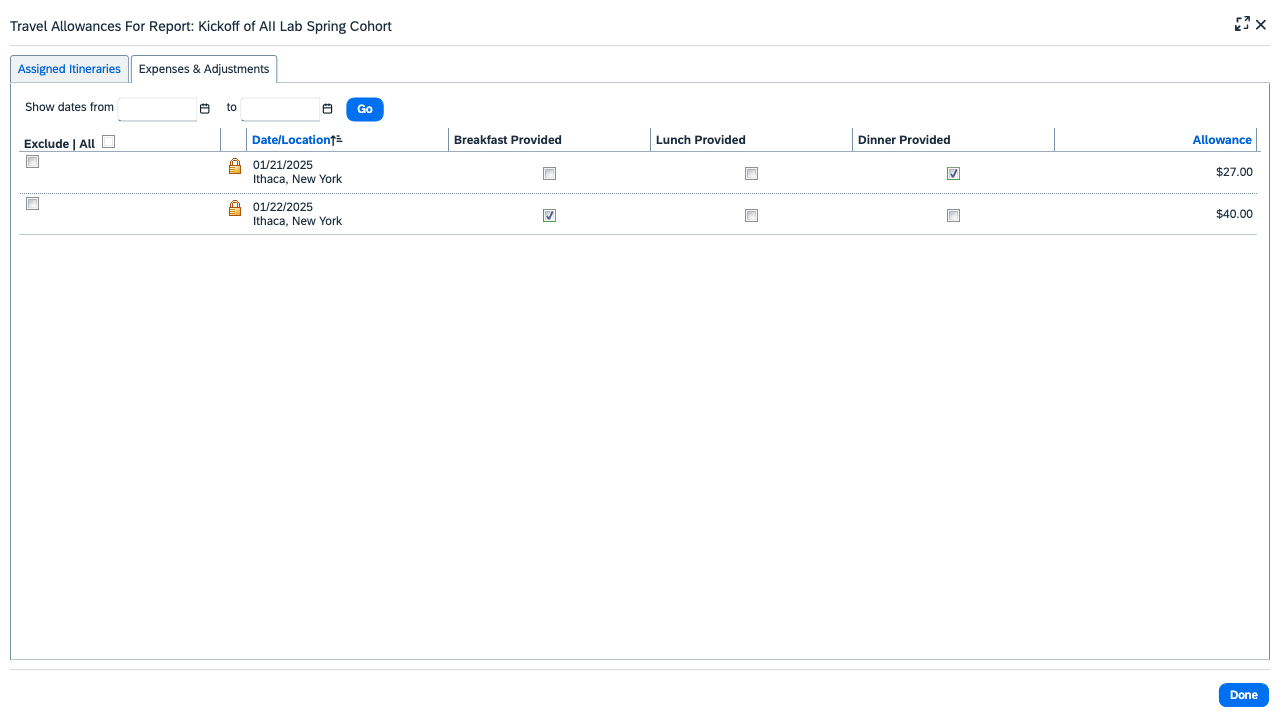 Travel Allowances For Report: Kickoff of AII Lab Spring Cohort
Assigned Itineraries
Expenses & Adjustments
Show dates from
to
Go
Exclude | All
Date/Location
Breakfast Provided
Lunch Provided
Dinner Provided
Allowance
01/21/2025
Ithaca, New York
$27.00
01/22/2025
Ithaca, New York
$40.00
Done